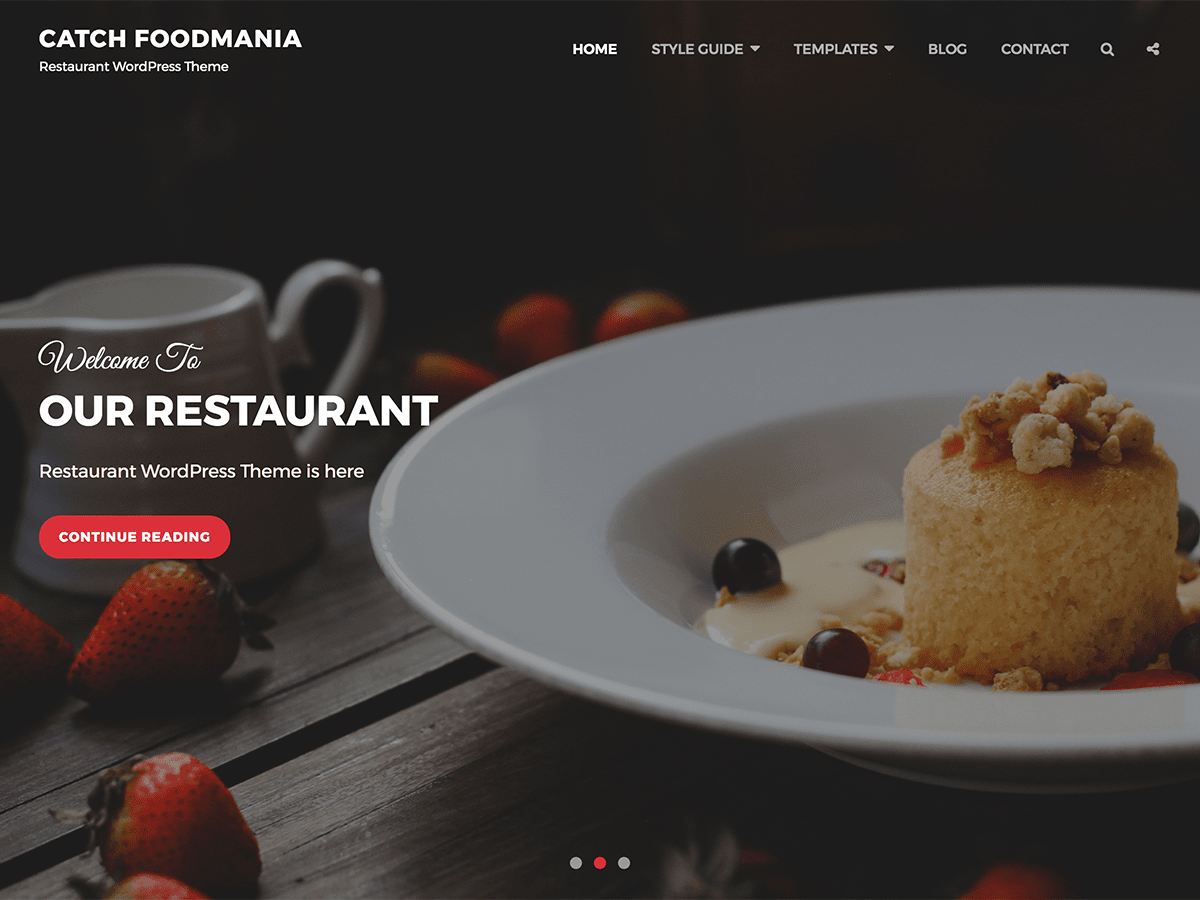 CATCH FOODMANIA
Restaurant WordPress Theme
HOME STYLE GUIDE TEMPLATES BLOG CONTACT
Welcome To
OUR RESTAURANT
Restaurant WordPress Theme is here
CONTINUE READING